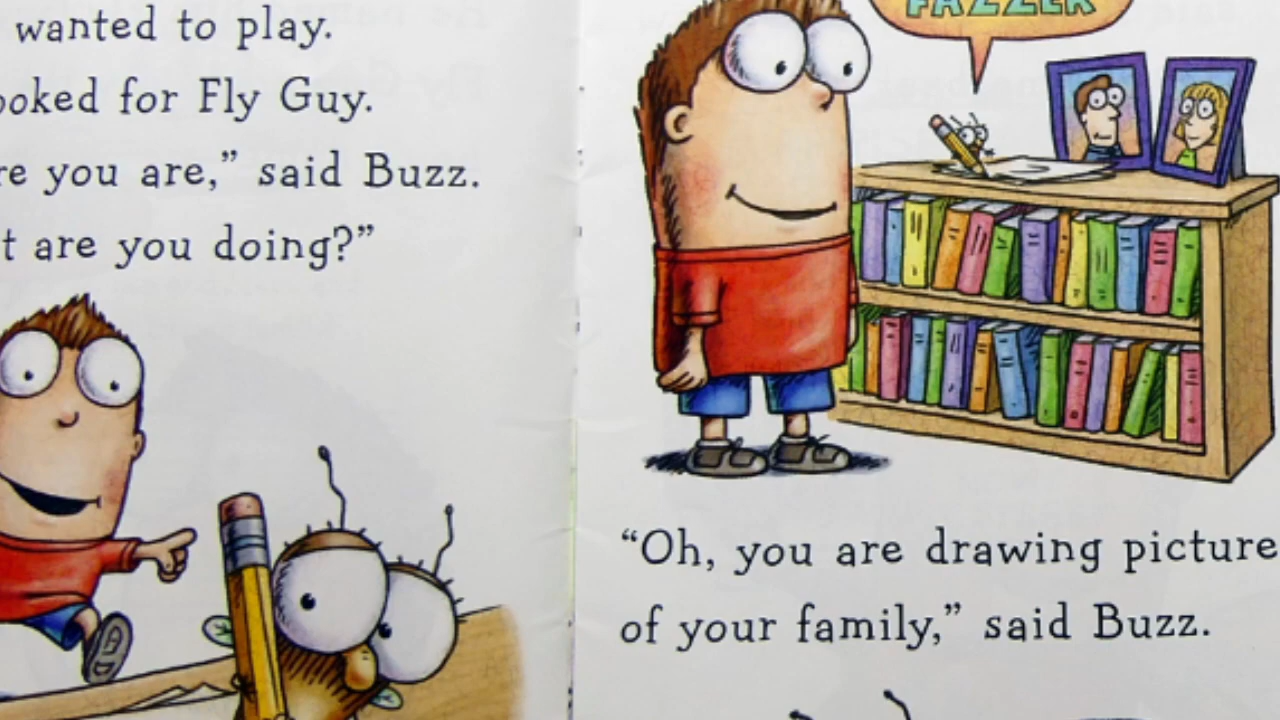 wanted to play.
ooked for Fly Guy.
re you are,” said Buzz.
t are you doing?”
FAZZER
“Oh, you are drawing picture
of your family,” said Buzz.